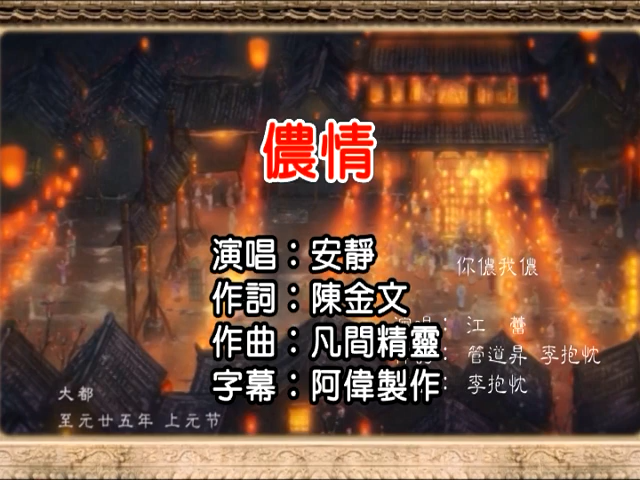 儂情
演唱：安靜
作詞：陳金文
作曲：凡間精靈
字幕：阿偉製作
你儂我儂
江 蕾
管道昇 李抱忱
李抱忱
大都
至元廿五年 上元节